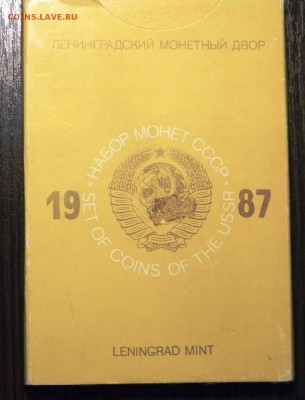 COINS.LAVE.RU
ЛЕНИНГРАДСКИЙ МОНЕТНЫЙ ДВОР
· НАБОР МОНЕТ СССР ·
19 87
SET OF COINS OF THE USSR
LENINGRAD MINT